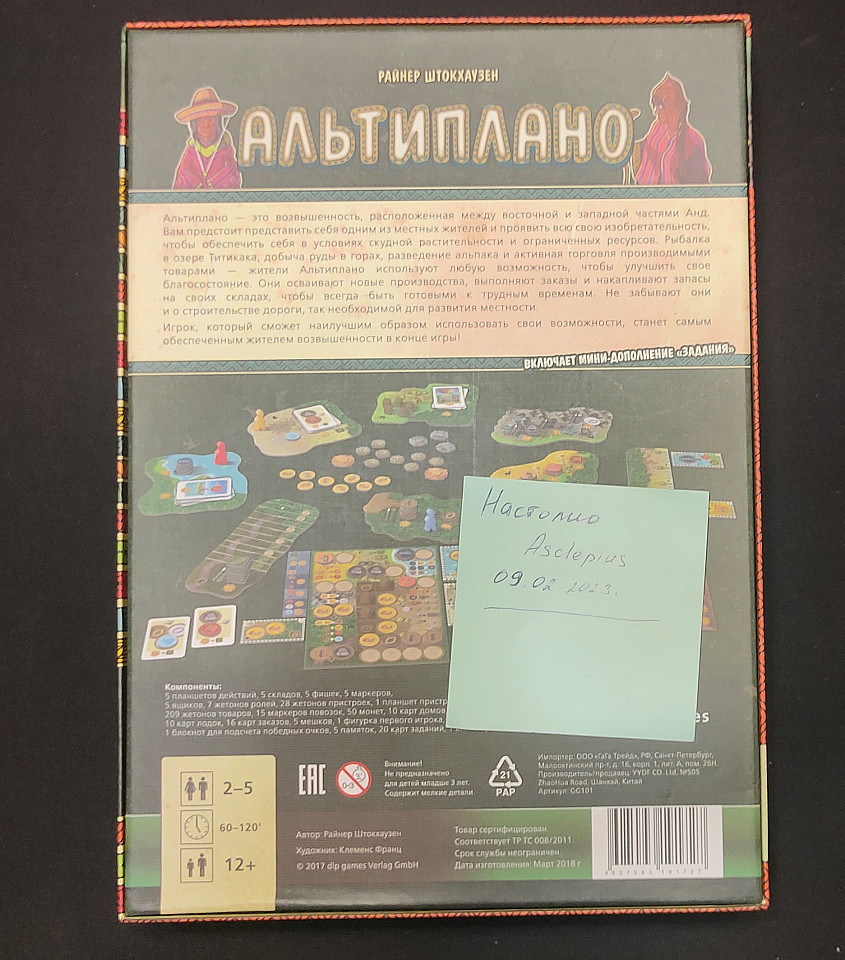 РАЙНЕР ШТОКХАУЗЕН
АЛЬТИПЛАНО
Альтиплано — это возвышенность, расположенная между восточной и западной частями Анд.
Вам предстоит представить себя одним из местных жителей и проявить всю свою изобретательность,
чтобы обеспечить себя в условиях скудной растительности и ограниченных ресурсов. Рыбалка
в озере Титикака, добыча руды в горах, разведение альпака и активная торговля производимыми
товарами — жители Альтиплано используют любую возможность, чтобы улучшить свое
благосостояние. Они осваивают новые производства, выполняют заказы и накапливают запасы
на своих складах, чтобы всегда быть готовыми к трудным временам. Не забывают они
и о строительстве дороги, так необходимой для развития местности.
Игрок, который сможет наилучшим образом использовать свои возможности, станет самым
обеспеченным жителем возвышенности в конце игры!
ВКЛЮЧАЕТ МИНИ-ДОПОЛНЕНИЕ «ЗАДАНИЯ»
Настолио
Asclepius
09.02 2023г.
Компоненты:
5 планшетов действий, 5 складов, 5 фишек, 5 маркеров,
5 ящиков, 7 жетонов ролей, 28 жетонов пристроек, 1 планшет
209 жетонов товаров, 15 маркеров повозок, 50 монет, 10 карт домов
10 карт лодок, 16 карт заказов, 5 мешков, 1 фигурка первого игрока,
1 блокнот для подсчета победных очков, 5 памяток, 20 карт заданий,
es
2–5
60–120'
12+
EAC
0-3
Внимание!
Не предназначено
для детей младше 3 лет.
Содержит мелкие детали
21
PAP
Импортер: ООО «ГаГа Трейд», РФ, Санкт-Петербург,
Малоохтинский пр-т, д. 16, корп. 1, лит. А, пом. 26Н.
Производитель/продавец: YYDF CO. Ltd, №505
ZhaoHua Road, Шанхай, Китай
Артикул: GG101
Автор: Райнер Штокхаузен
Художник: Клеменс Франц
© 2017 dlp games Verlag GmbH
Товар сертифицирован.
Соответствует ТР ТС 008/2011.
Срок службы неограничен.
Дата изготовления: Март 2018 г